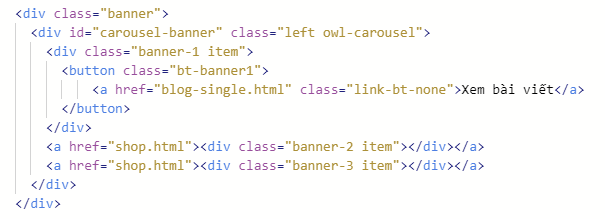 <div class="banner">
<div id="carousel-banner" class="left owl-carousel">
<div class="banner-1 item">
<button class="bt-banner1">
<a href="blog-single.html" class="link-bt-none">Xem bài viết</a>
</button>
</div>
<a href="shop.html"><div class="banner-2 item"></div></a>
<a href="shop.html"><div class="banner-3 item"></div></a>
</div>
</div>